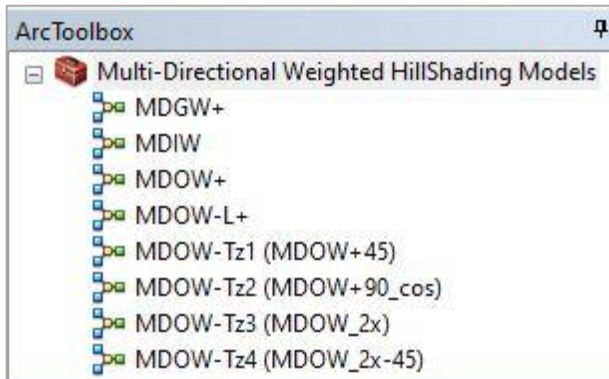 ArcToolbox
Multi-Directional Weighted HillShading Models
MDGW+
MDIW
MDOW+
MDOW-L+
MDOW-Tz1 (MDOW+45)
MDOW-Tz2 (MDOW+90_cos)
MDOW-Tz3 (MDOW_2x)
MDOW-Tz4 (MDOW_2x-45)